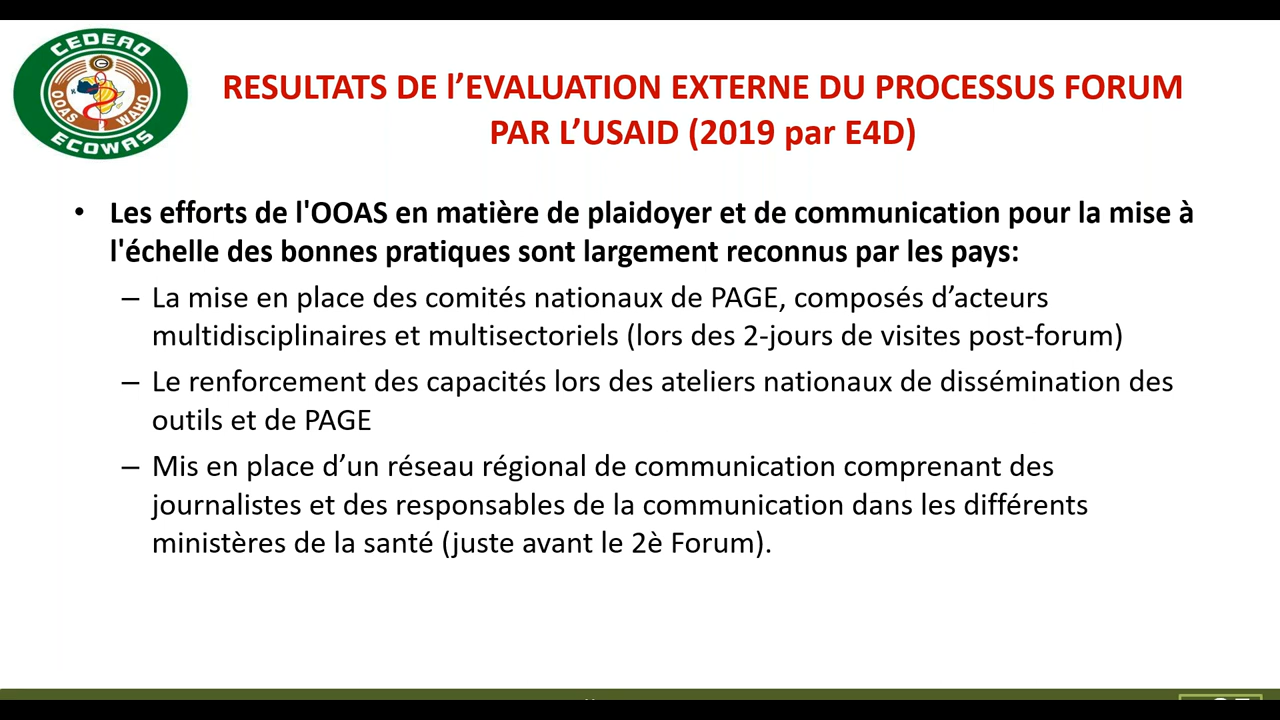 CEDEAO
OOAS WAHO
ECOWAS
RESULTATS DE l’EVALUATION EXTERNE DU PROCESSUS FORUM
PAR L’USAID (2019 par E4D)
• Les efforts de l'OOAS en matière de plaidoyer et de communication pour la mise à
l'échelle des bonnes pratiques sont largement reconnus par les pays:
– La mise en place des comités nationaux de PAGE, composés d’acteurs
multidisciplinaires et multisectoriels (lors des 2-jours de visites post-forum)
– Le renforcement des capacités lors des ateliers nationaux de dissémination des
outils et de PAGE
– Mis en place d’un réseau régional de communication comprenant des
journalistes et des responsables de la communication dans les différents
ministères de la santé (juste avant le 2è Forum).